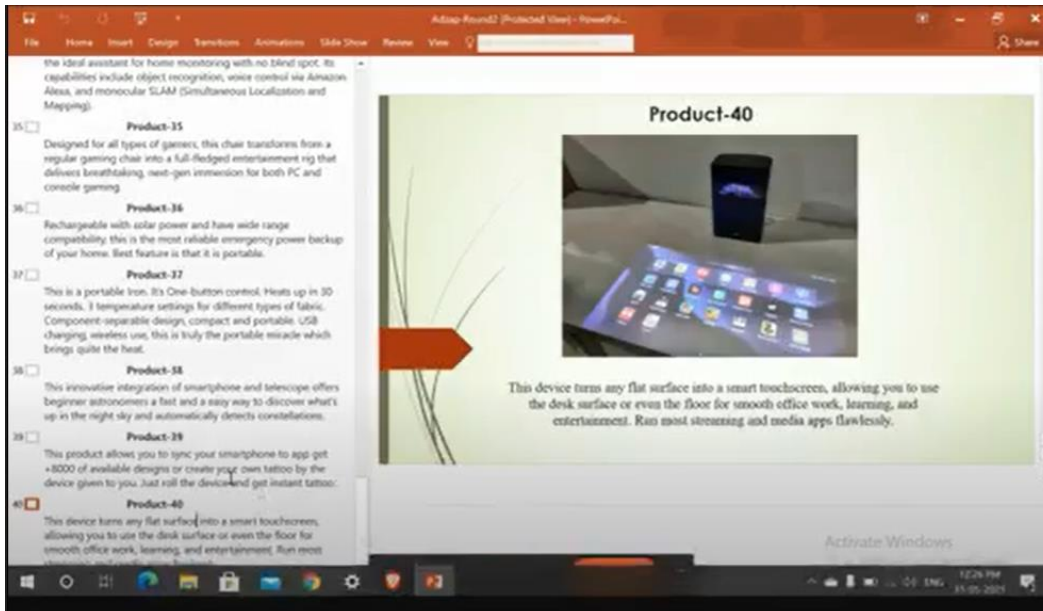 Adzap-Round2 [Protected View] - PowerPoi...
File Home Insert Design Transitions Animations Slide Show Review View Share
the ideal assistant for home monitoring with no blind spot. Its
capabilities include object recognition, voice control via Amazon
Alexa, and monocular SLAM (Simultaneous Localization and
Mapping).
35 Product-35
Designed for all types of gamers, this chair transforms from a
regular gaming chair into a full-fledged entertainment rig that
delivers breathtaking, next-gen immersion for both PC and
console gaming
36 Product-36
Rechargeable with solar power and have wide range
compatibility, this is the most reliable emergency power backup
of your home. Best feature is that it is portable.
37 Product-37
This is a portable Iron. It's One-button control. Heats up in 30
seconds, 3 temperature settings for different types of fabric.
Component-separable design, compact and portable. USB
charging, wireless use, this is truly the portable miracle which
brings quite the heat.
38 Product-38
This innovative integration of smartphone and telescope offers
beginner astronomers a fast and a easy way to discover what's
up in the night sky and automatically detects constellations.
39 Product-39
This product allows you to sync your smartphone to app get
+8000 of available designs or create your own tattoo by the
device given to you. Just roll the device and get instant tattoo.
40 Product-40
This device turns any flat surface into a smart touchscreen,
allowing you to use the desk surface or even the floor for
smooth office work, learning, and entertainment. Run most
Product-40
This device turns any flat surface into a smart touchscreen, allowing you to use
the desk surface or even the floor for smooth office work, learning, and
entertainment. Run most streaming and media apps flawlessly.
Activate Windows
ENG
12:26 PM
31-05-2021